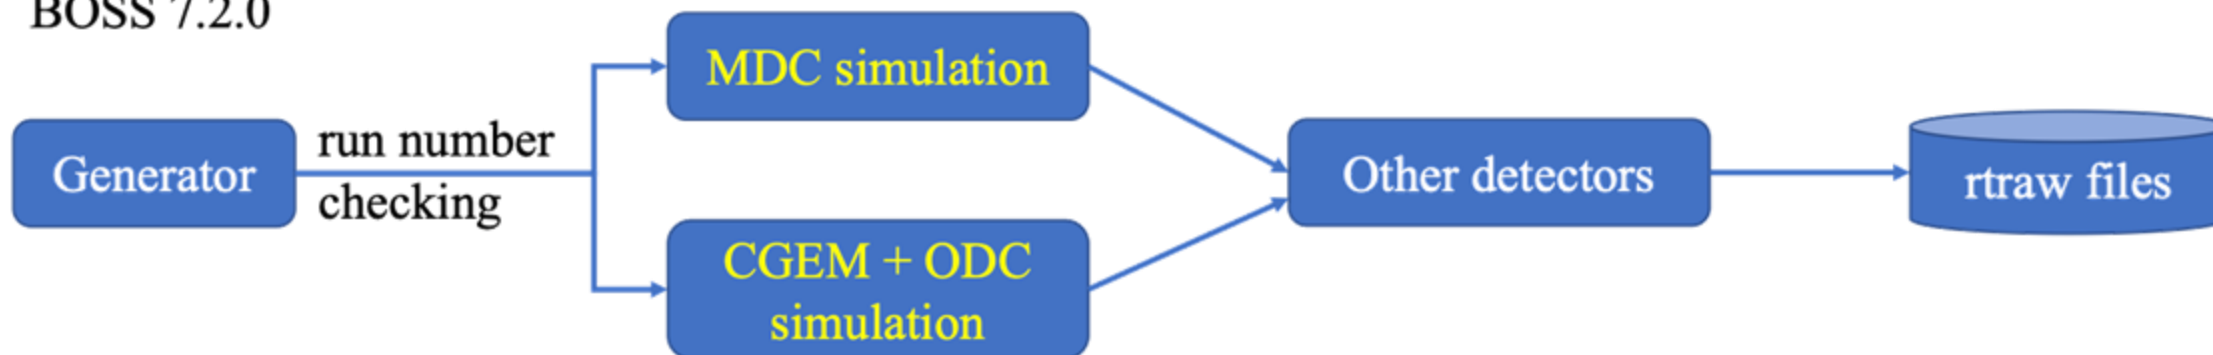 BOSS 7.2.0
MDC simulation
Generator
run number
checking
Other detectors
rtraw files
CGEM + ODC
simulation